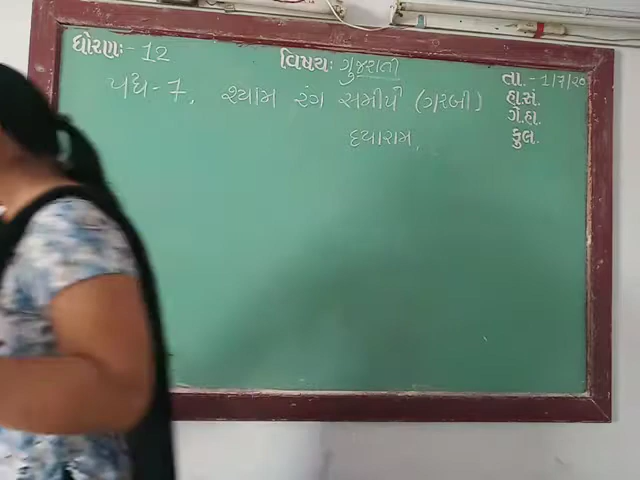 ધોરણઃ- 12
વિષયઃ ગુજરાતી
તા. - 1/7/20
પદ્ય-7. શ્યામ રંગ સમીપે (ગરબી)
હા.સં.
ગૈ.હા.
દયારામ.
કુલ.